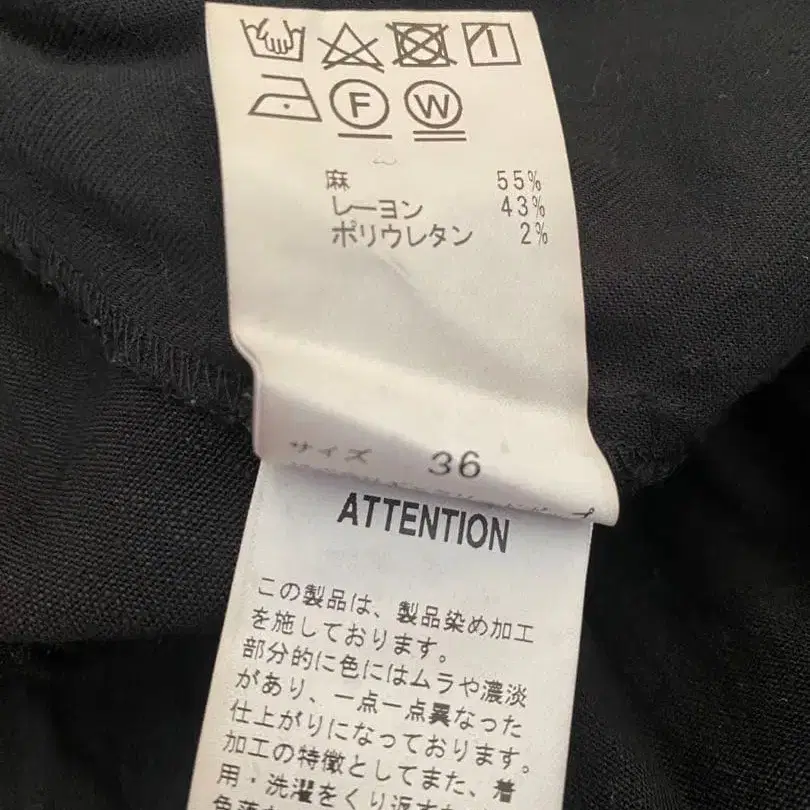 F W
麻 55%
レーヨン 43%
ポリウレタン 2%
サイズ 36
ATTENTION
この製品は、製品染め加工
を施しております。
部分的に色にはムラや濃淡
があり、一点一点異なった
仕上がりになっております。
加工の特徴としてまた、着
用・洗濯をくり返すた